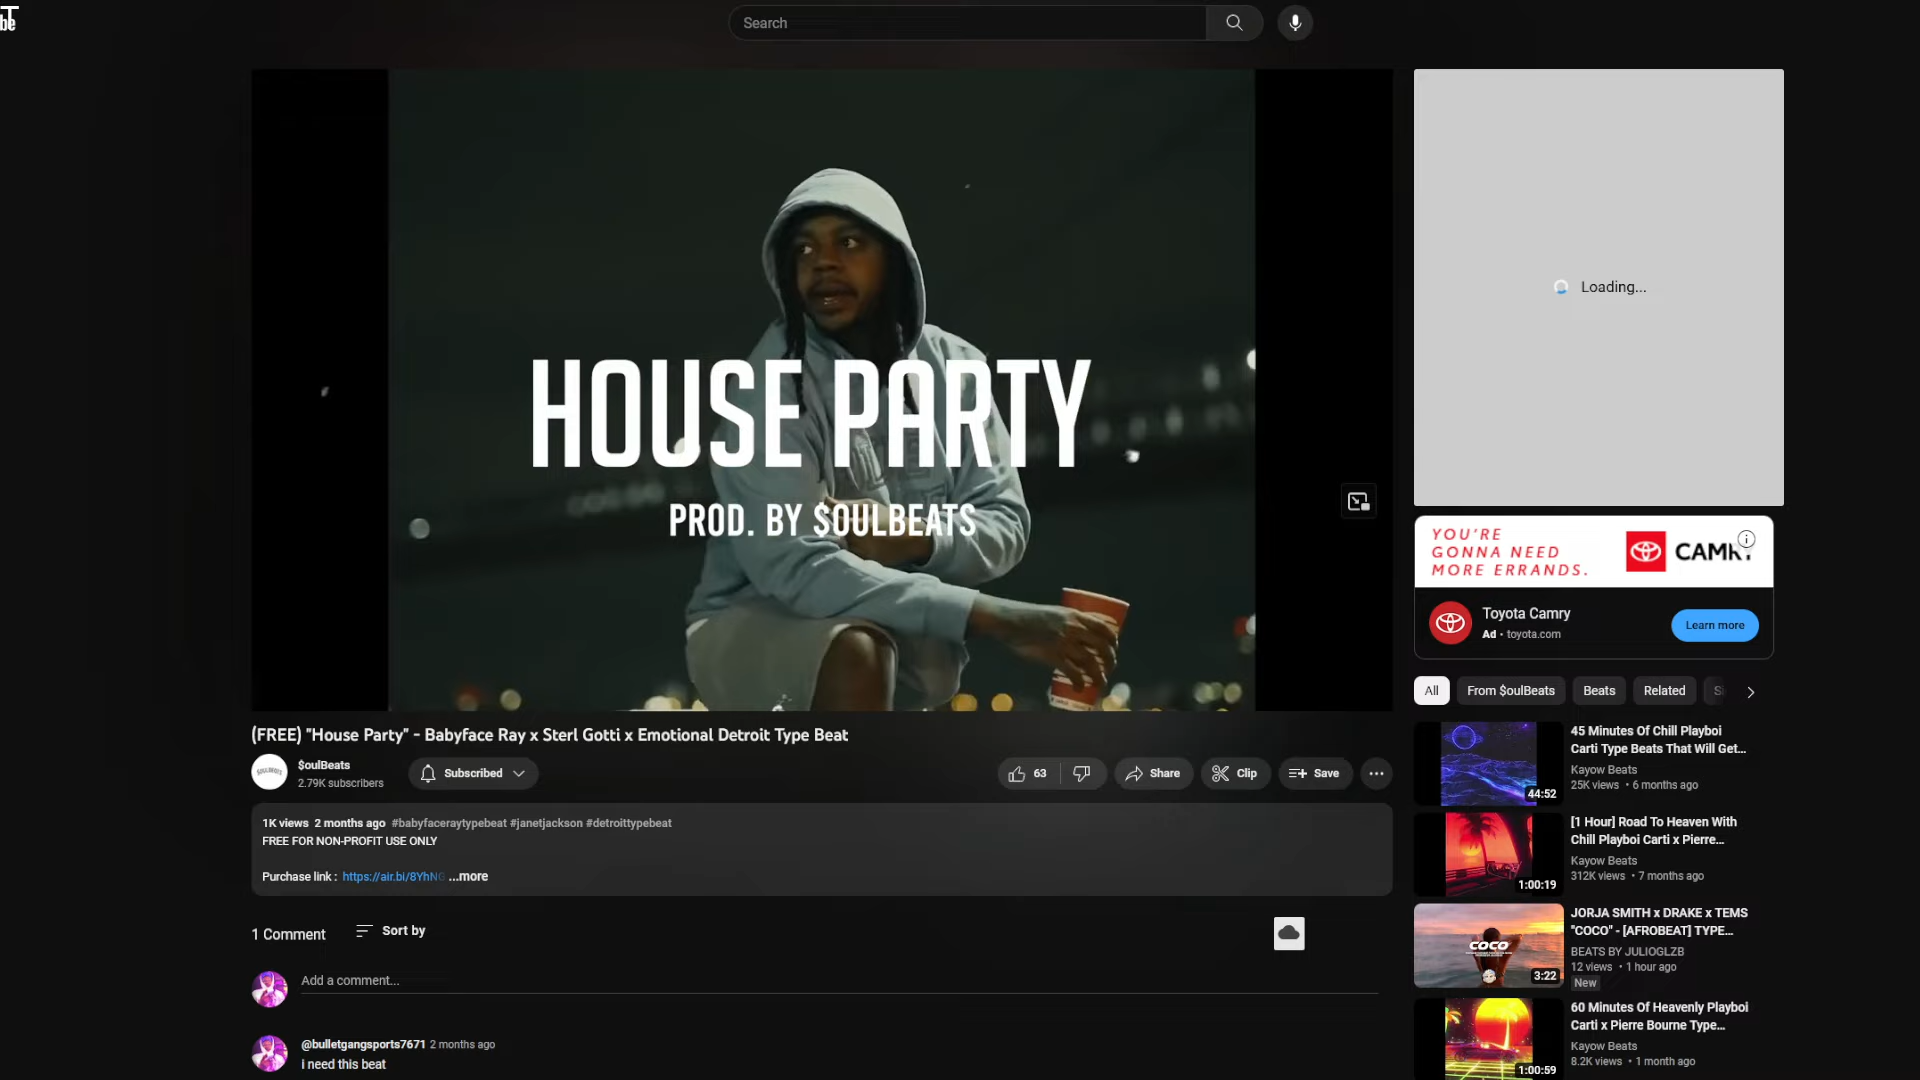 Search
HOUSE PARTY
PROD. BY $OULBEATS
Loading...
YOU'RE
GONNA NEED
MORE ERRANDS.
CAMRY
Toyota Camry
Ad • toyota.com
Learn more
All
From $oulBeats
Beats
Related
(FREE) "House Party" - Babyface Ray x Sterl Gotti x Emotional Detroit Type Beat
$oulBeats
2.79K subscribers
Subscribed
63
Share
Clip
Save
1K views 2 months ago #babyfaceraytypebeat #janetjackson #detroittypebeat
FREE FOR NON-PROFIT USE ONLY
Purchase link : https://air.bi/8YhNG ...more
1 Comment
Sort by
Add a comment...
@bulletgangsports7671 2 months ago
i need this beat
44:52
45 Minutes Of Chill Playboi
Carti Type Beats That Will Get...
Kayow Beats
25K views • 6 months ago
1:00:19
[1 Hour] Road To Heaven With
Chill Playboi Carti x Pierre...
Kayow Beats
312K views • 7 months ago
COCO
3:22
JORJA SMITH x DRAKE x TEMS
"COCO" - [AFROBEAT] TYPE...
BEATS BY JULIOGLZB
12 views • 1 hour ago
New
1:00:59
60 Minutes Of Heavenly Playboi
Carti x Pierre Bourne Type...
Kayow Beats
8.2K views • 1 month ago